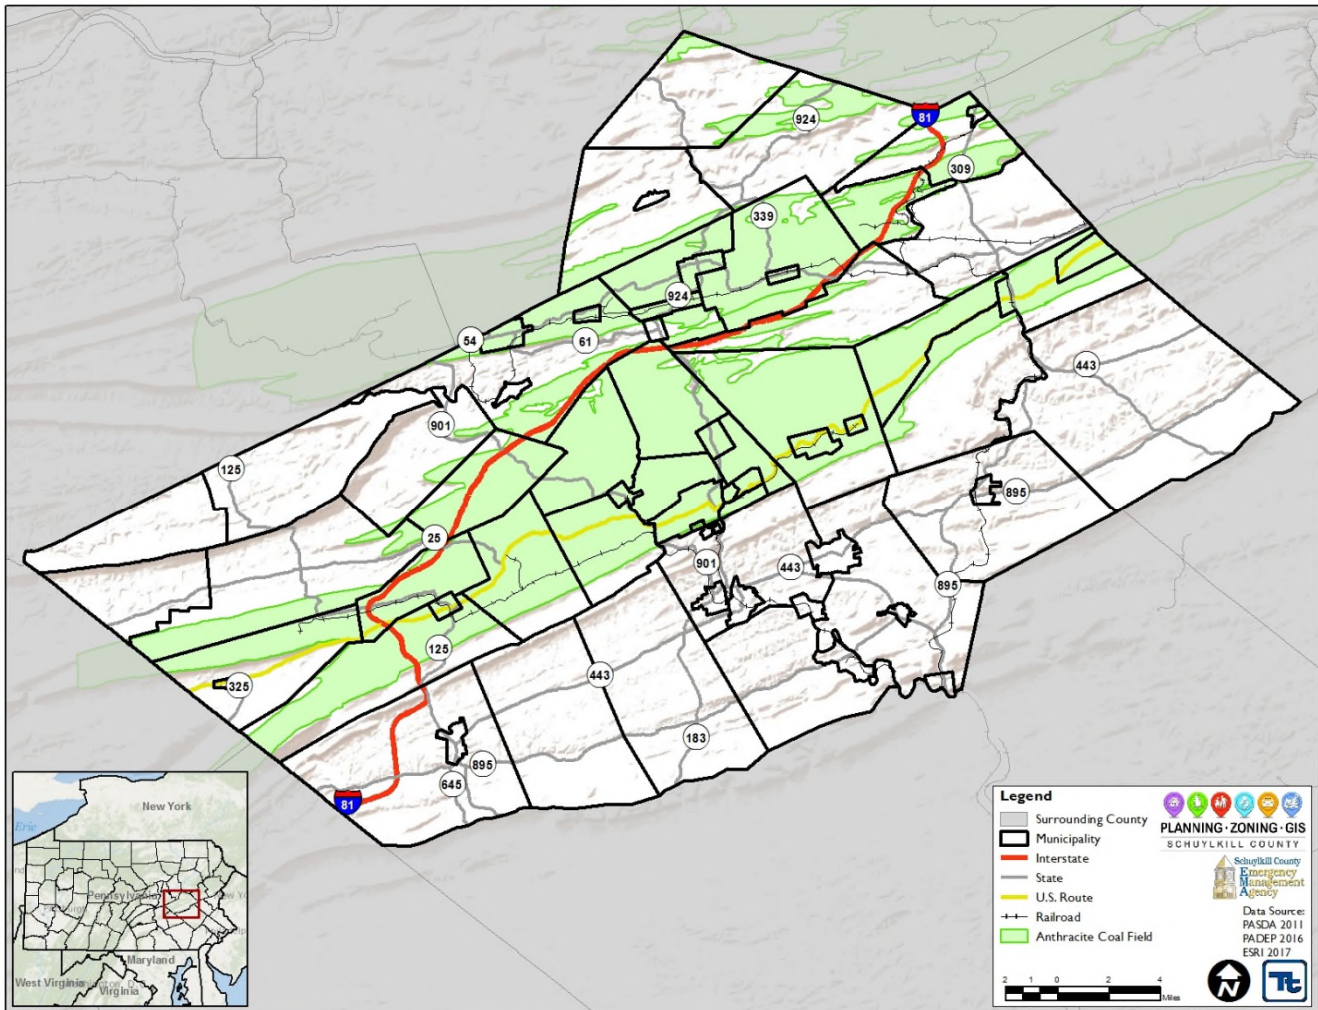 924
81
309
339
924
54
61
443
901
125
895
25
901
443
895
125
325
443
183
895
645
81
New York
Erie
Pennsylvania
Maryland
West Virginia
Virginia
Legend
Surrounding County
Municipality
Interstate
State
U.S. Route
Railroad
Anthracite Coal Field
PLANNING·ZONING·GIS
SCHUYLKILL COUNTY
Schuylkill County
Emergency
Management
Agency
Data Source:
PASDA 2011
PADEP 2016
ESRI 2017
2 1 0 2 4
Miles
N
Tt